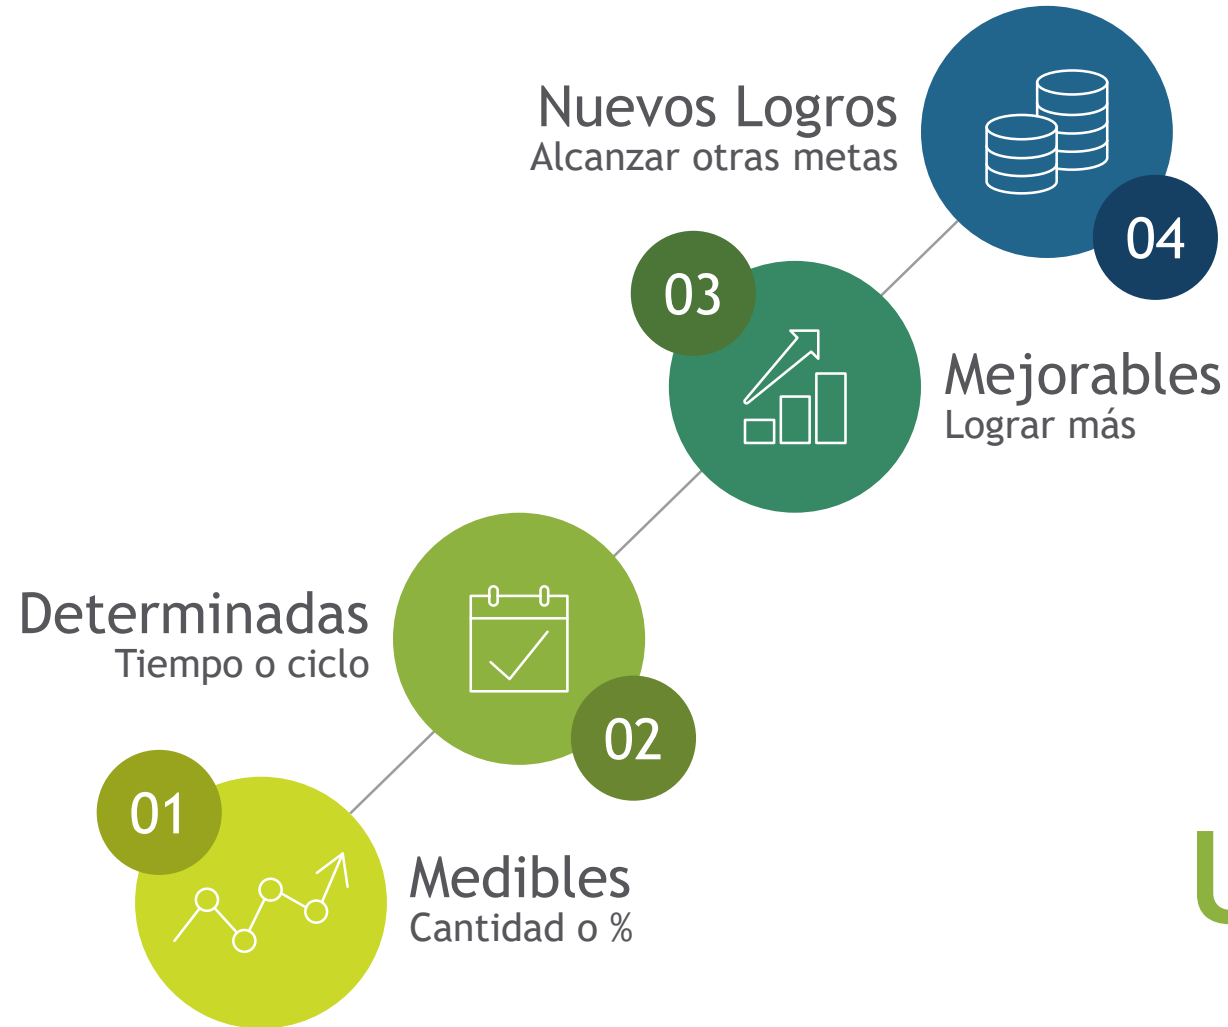 Nuevos Logros
Alcanzar otras metas
04
03
Mejorables
Lograr más
Determinadas
Tiempo o ciclo
02
01
Medibles
Cantidad o %